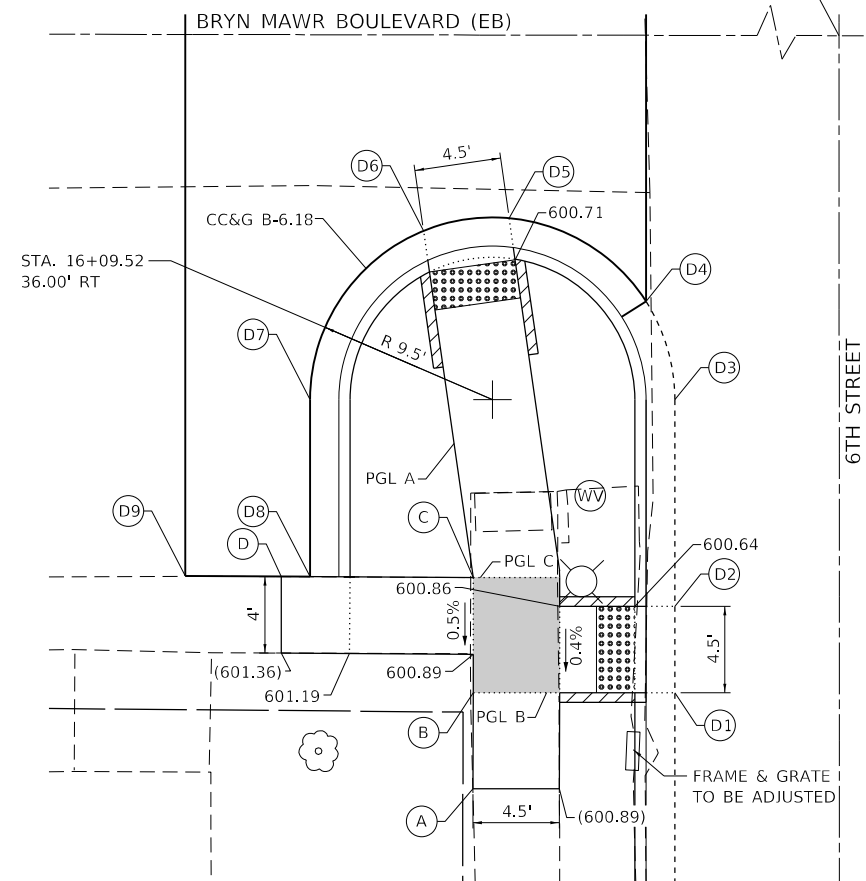 BRYN MAWR BOULEVARD (EB)
4.5'
D6
D5
CC&G B-6.18
600.71
STA. 16+09.52
36.00' RT
D4
D7
R 9.5'
D3
6TH STREET
PGL A
WV
D9
D8
D
C
600.64
PGL C
D2
600.86
4'
0.5%
0.4%
4.5'
(601.36)
600.89
601.19
B
PGL B
D1
FRAME & GRATE
TO BE ADJUSTED
A
4.5'
(600.89)